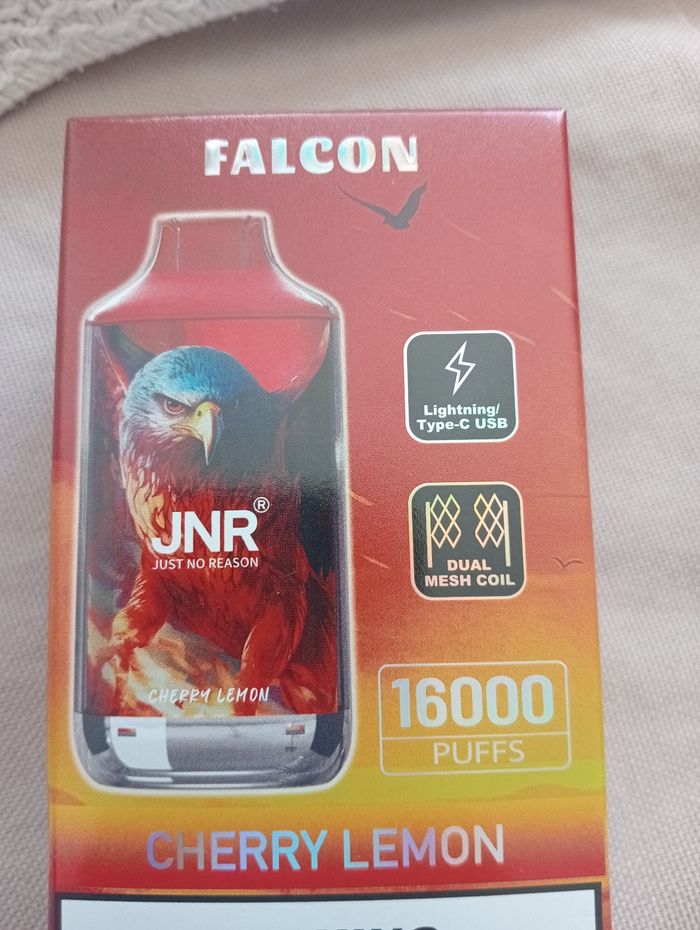 FALCON
Lightning/
Type-C USB
JNR®
JUST NO REASON
DUAL
MESH COIL
CHERRY LEMON
16000
PUFFS
CHERRY LEMON